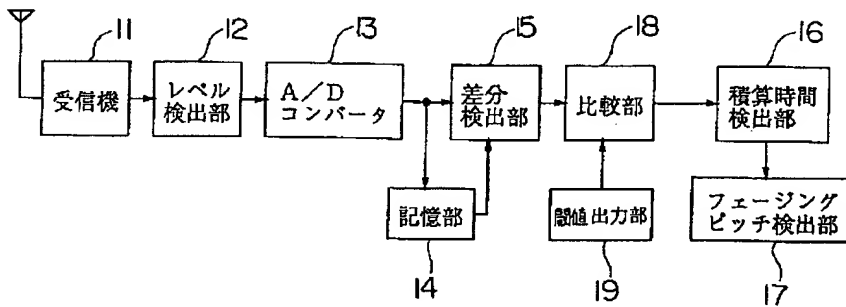 11
12
13
15
18
16
受信機
レベル
検出部
A/D
コンバータ
差分
検出部
比較部
積算時間
検出部
記憶部
閾値出力部
フェージング
ピッチ検出部
14
19
17